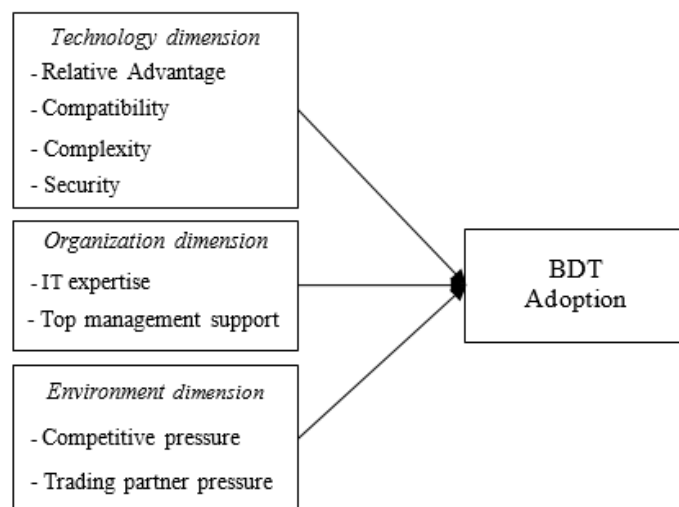 Technology dimension
- Relative Advantage
- Compatibility
- Complexity
- Security
Organization dimension
- IT expertise
- Top management support
Environment dimension
- Competitive pressure
- Trading partner pressure
BDT
Adoption